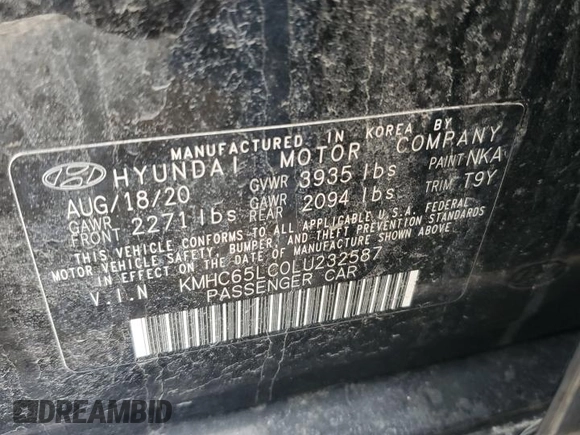 MANUFACTURED IN KOREA BY
HYUNDAI MOTOR COMPANY
AUG/18/20 GVWR 3935 lbs PAINT NKA
GAWR FRONT 2271 lbs GAWR REAR 2094 lbs TRIM T9Y
THIS VEHICLE CONFORMS TO ALL APPLICABLE U.S.A. FEDERAL
MOTOR VEHICLE SAFETY, BUMPER, AND THEFT PREVENTION STANDARDS
IN EFFECT ON THE DATE OF MANUFACTURE SHOWN ABOVE
V.I.N KMHC65LC0LU232587
PASSENGER CAR
DREAMBID